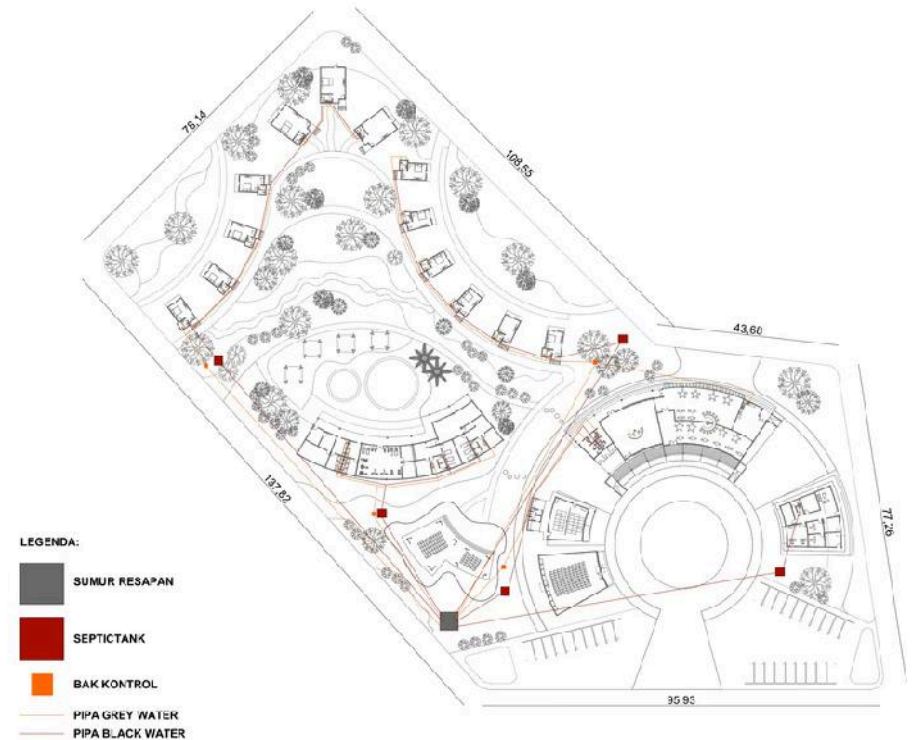 76,14
108,55
43,60
137,82
77,26
LEGENDA:
SUMUR RESAPAN
SEPTICTANK
BAK KONTROL
PIPA GREY WATER
PIPA BLACK WATER
95,93